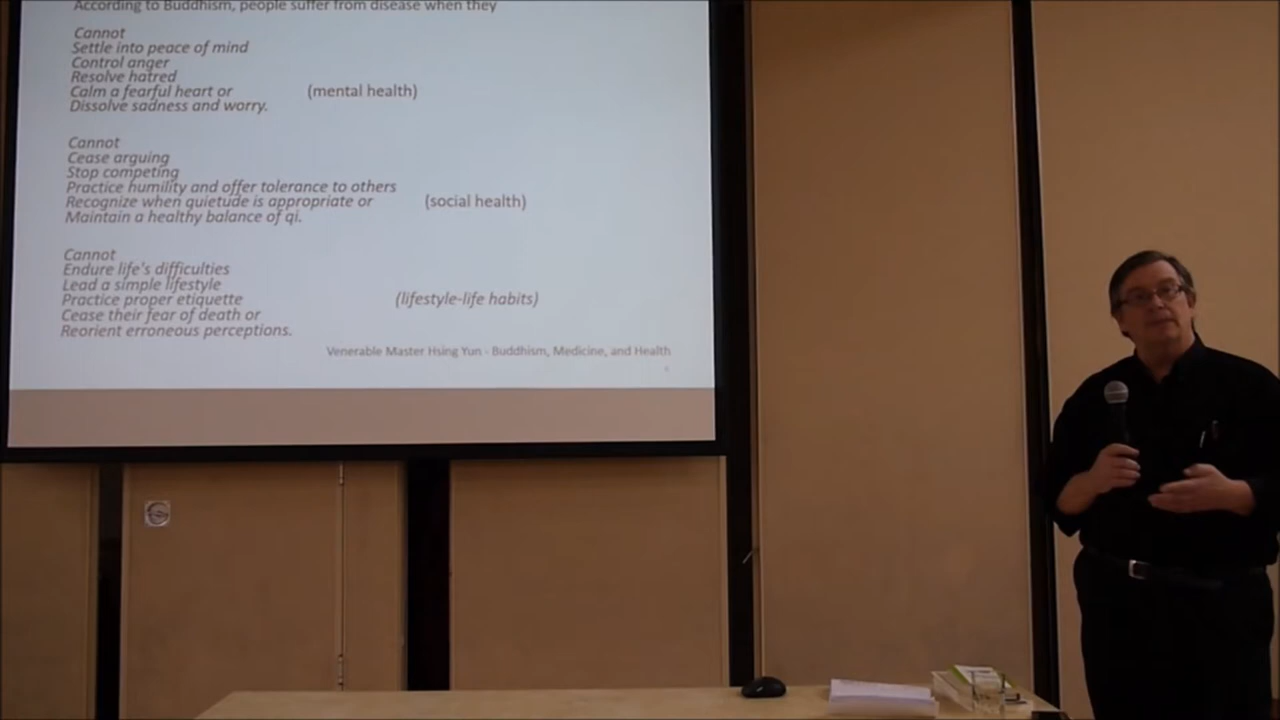 According to Buddhism, people suffer from disease when they
Cannot
Settle into peace of mind
Control anger
Resolve hatred
Calm a fearful heart or (mental health)
Dissolve sadness and worry.
Cannot
Cease arguing
Stop competing
Practice humility and offer tolerance to others
Recognize when quietude is appropriate or (social health)
Maintain a healthy balance of qi.
Cannot
Endure life's difficulties
Lead a simple lifestyle
Practice proper etiquette (lifestyle-life habits)
Cease their fear of death or
Reorient erroneous perceptions.
Venerable Master Hsing Yun - Buddhism, Medicine, and Health